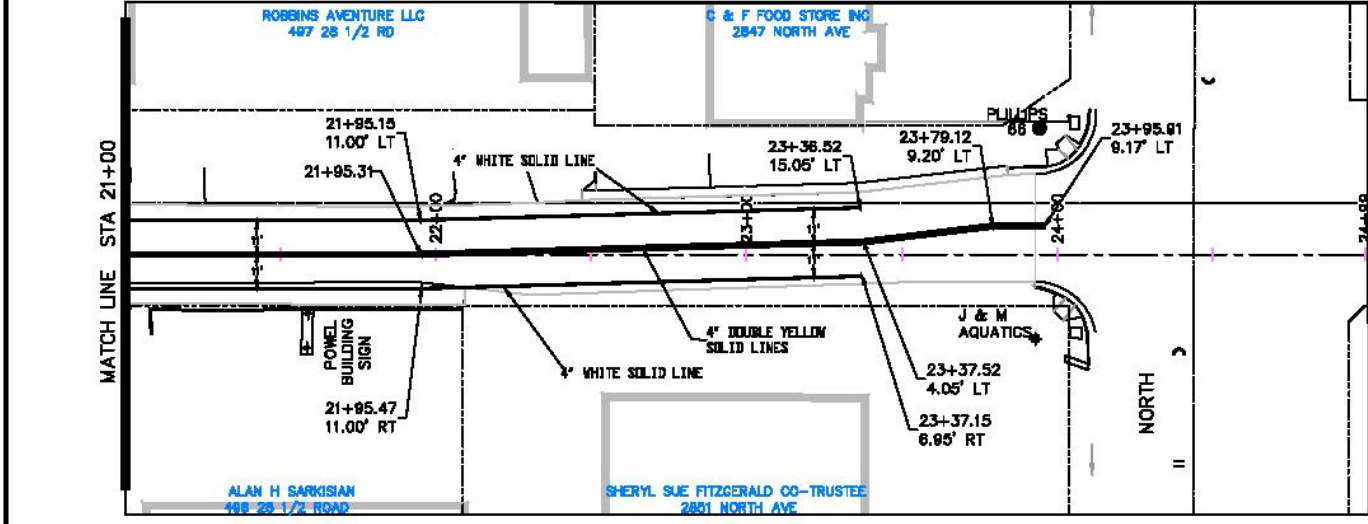 ROBBINS AVENTURE LLC
497 28 1/2 RD
C & F FOOD STORE INC
2847 NORTH AVE
PHILLIPS
66
21+95.15
11.00' LT
21+95.31
4" WHITE SOLID LINE
23+36.52
15.05' LT
23+79.12
9.20' LT
23+95.91
9.17' LT
MATCH LINE STA 21+00
22+00
23+00
24+00
POWEL
BUILDING
SIGN
4" DOUBLE YELLOW
SOLID LINES
4" WHITE SOLID LINE
J & M
AQUATICS
NORTH
21+95.47
11.00' RT
23+37.52
4.05' LT
23+37.15
6.95' RT
ALAN H SARKISIAN
496 28 1/2 ROAD
SHERYL SUE FITZGERALD CO-TRUSTEE
2851 NORTH AVE